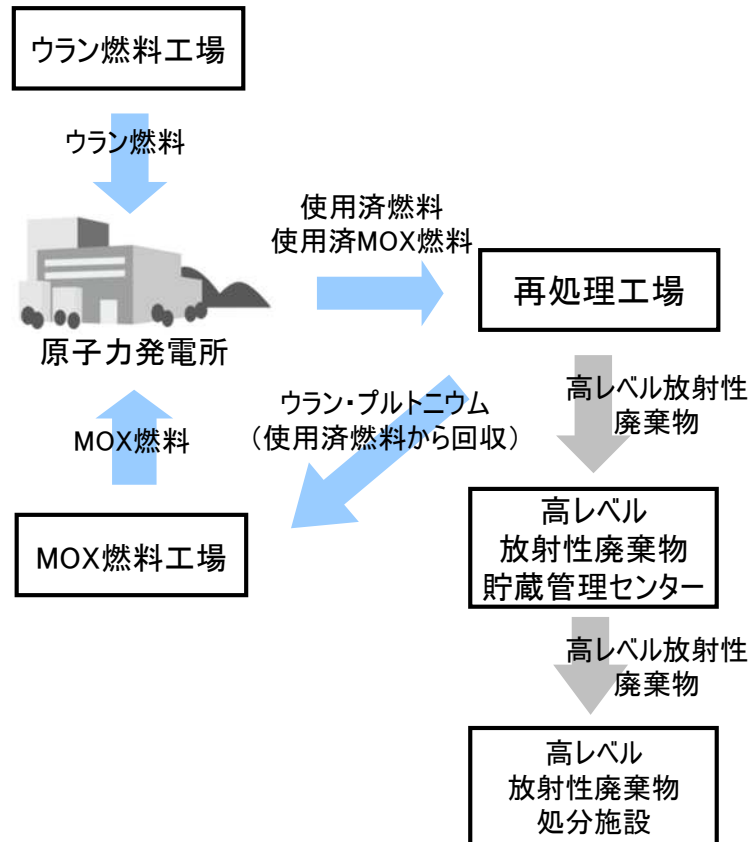 ウラン燃料工場
ウラン燃料
使用済燃料
使用済MOX燃料
再処理工場
原子力発電所
高レベル放射性
廃棄物
ウラン・プルトニウム
（使用済燃料から回収）
MOX燃料
MOX燃料工場
高レベル
放射性廃棄物
貯蔵管理センター
高レベル放射性
廃棄物
高レベル
放射性廃棄物
処分施設